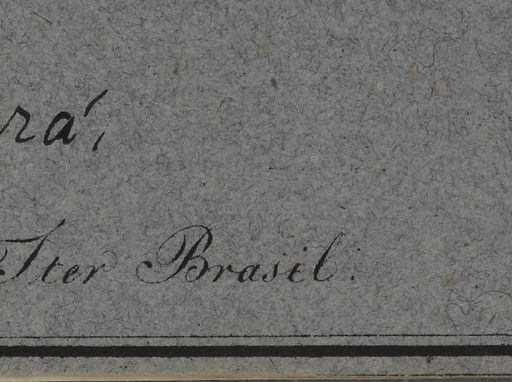 rá,
Iter Brasil.